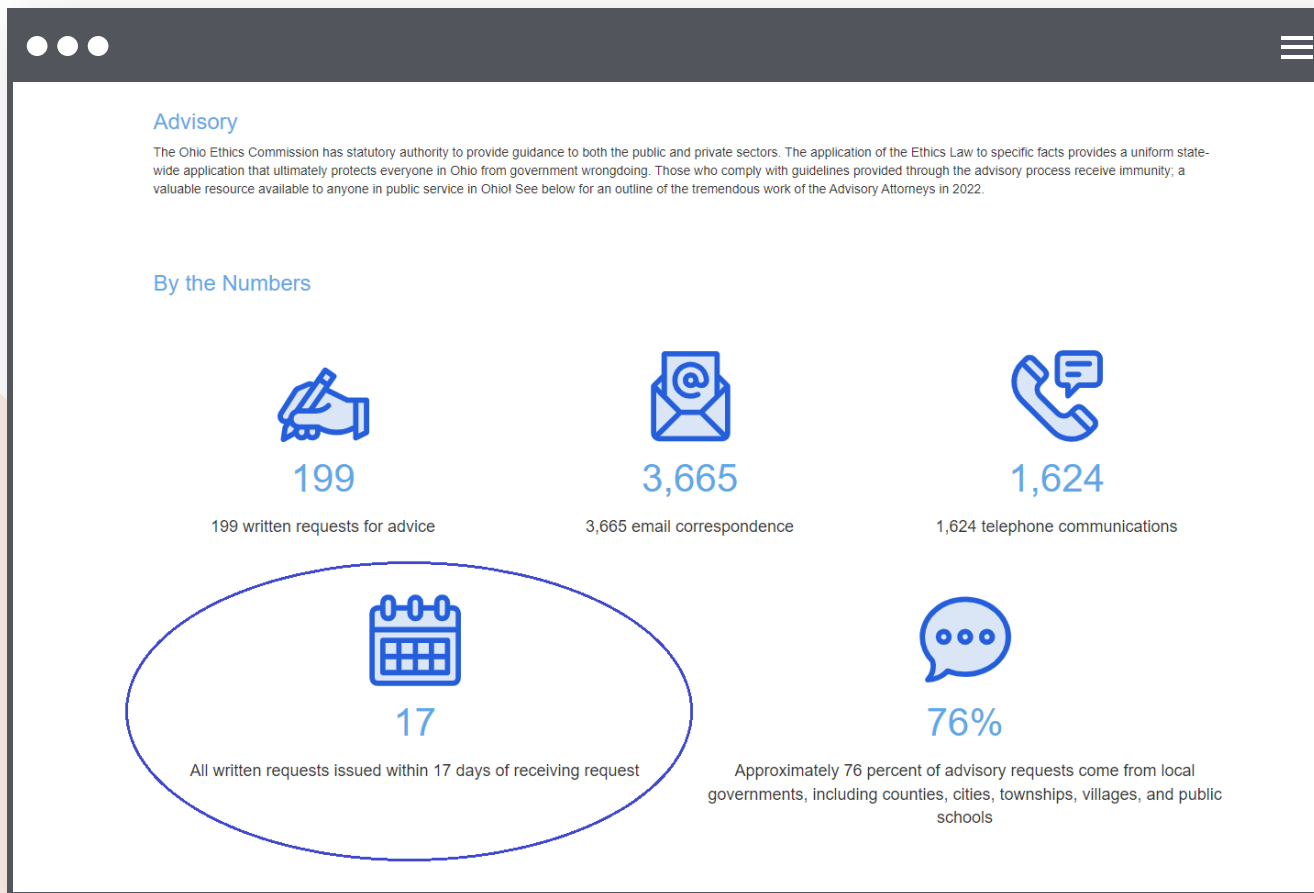 Advisory
The Ohio Ethics Commission has statutory authority to provide guidance to both the public and private sectors. The application of the Ethics Law to specific facts provides a uniform state-
wide application that ultimately protects everyone in Ohio from government wrongdoing. Those who comply with guidelines provided through the advisory process receive immunity; a
valuable resource available to anyone in public service in Ohio! See below for an outline of the tremendous work of the Advisory Attorneys in 2022.
By the Numbers
@
199
3,665
1,624
199 written requests for advice
3,665 email correspondence
1,624 telephone communications
17
76%
All written requests issued within 17 days of receiving request
Approximately 76 percent of advisory requests come from local
governments, including counties, cities, townships, villages, and public
schools